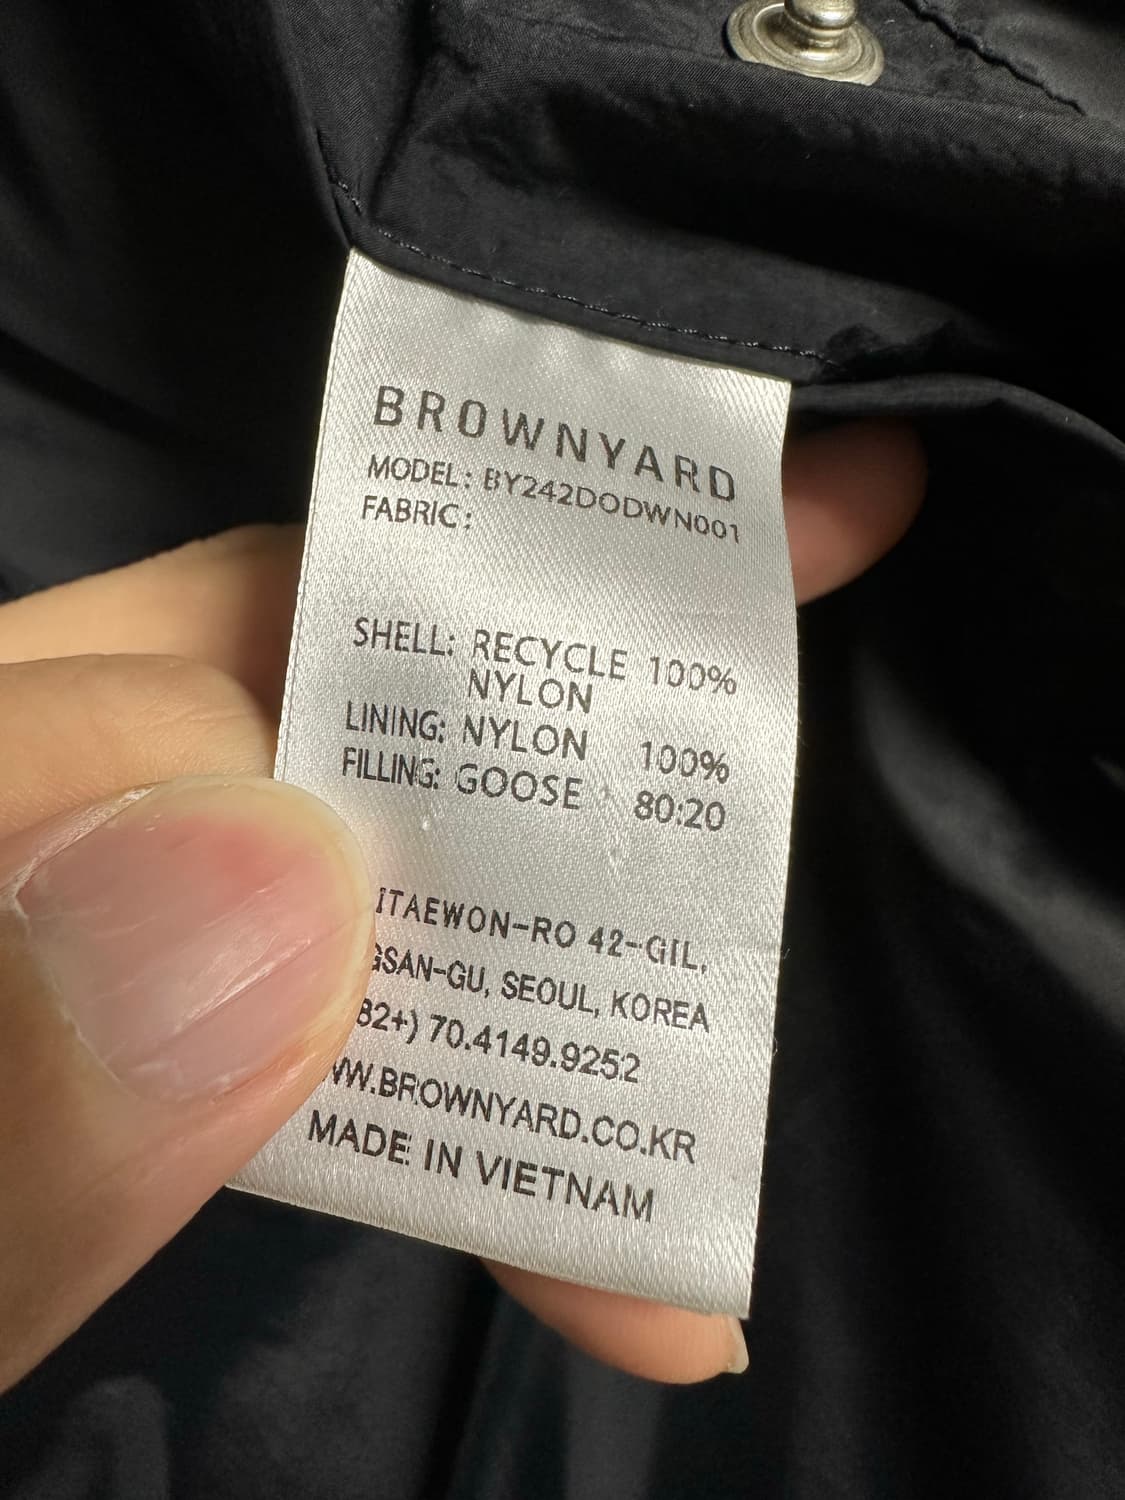 BROWNYARD
MODEL: BY242DODWN001
FABRIC:
SHELL: RECYCLE 100%
NYLON
LINING: NYLON 100%
FILLING: GOOSE 80:20
ITAEWON-RO 42-GIL,
GSAN-GU, SEOUL, KOREA
82+) 70.4149.9252
WW.BROWNYARD.CO.KR
MADE IN VIETNAM